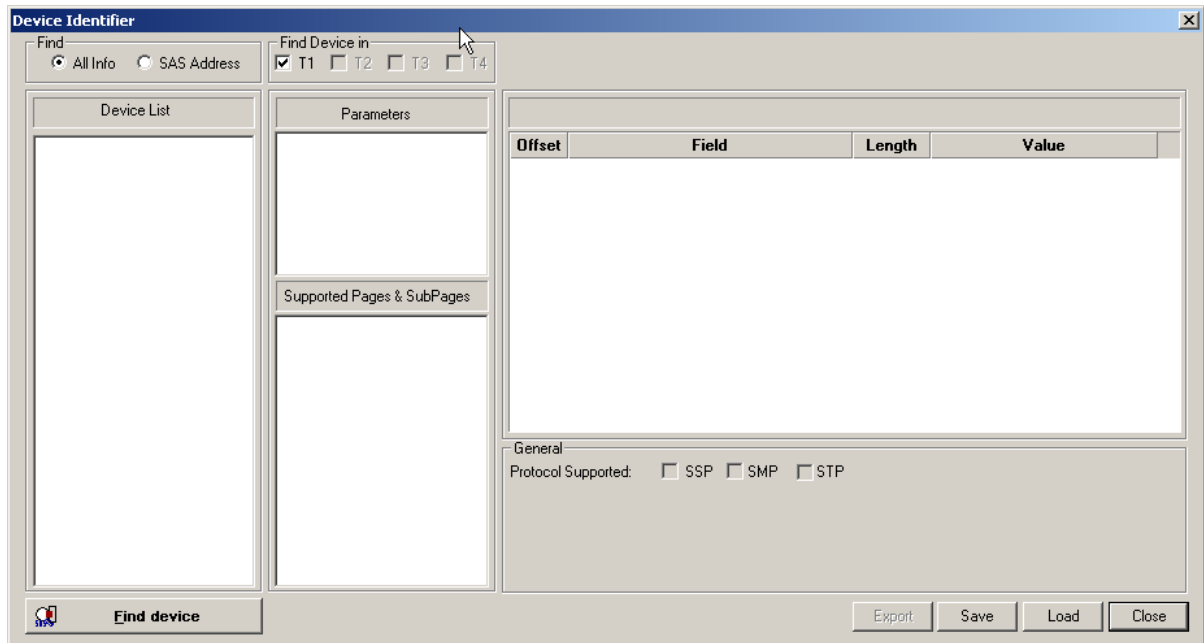 Device Identifier
Find
All Info SAS Address
Find Device in
T1 T2 T3 T4
Device List
Parameters
Supported Pages & SubPages
Offset Field Length Value
General
Protocol Supported: SSP SMP STP
Find device
Export Save Load Close